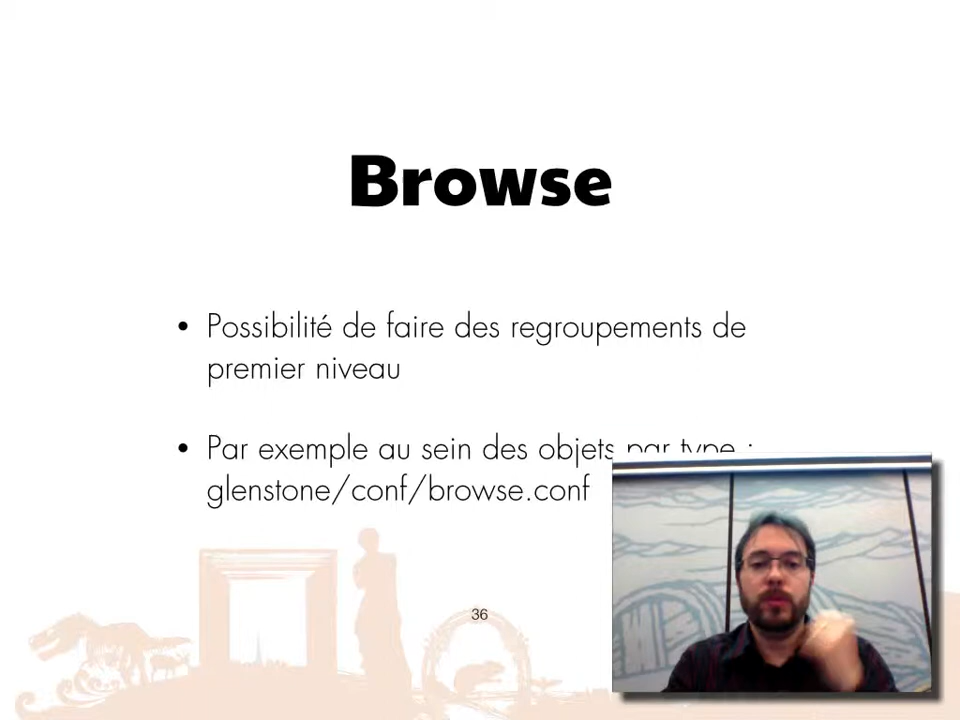 Browse
• Possibilité de faire des regroupements de
premier niveau
• Par exemple au sein des objets par type :
glenstone/conf/browse.conf
36